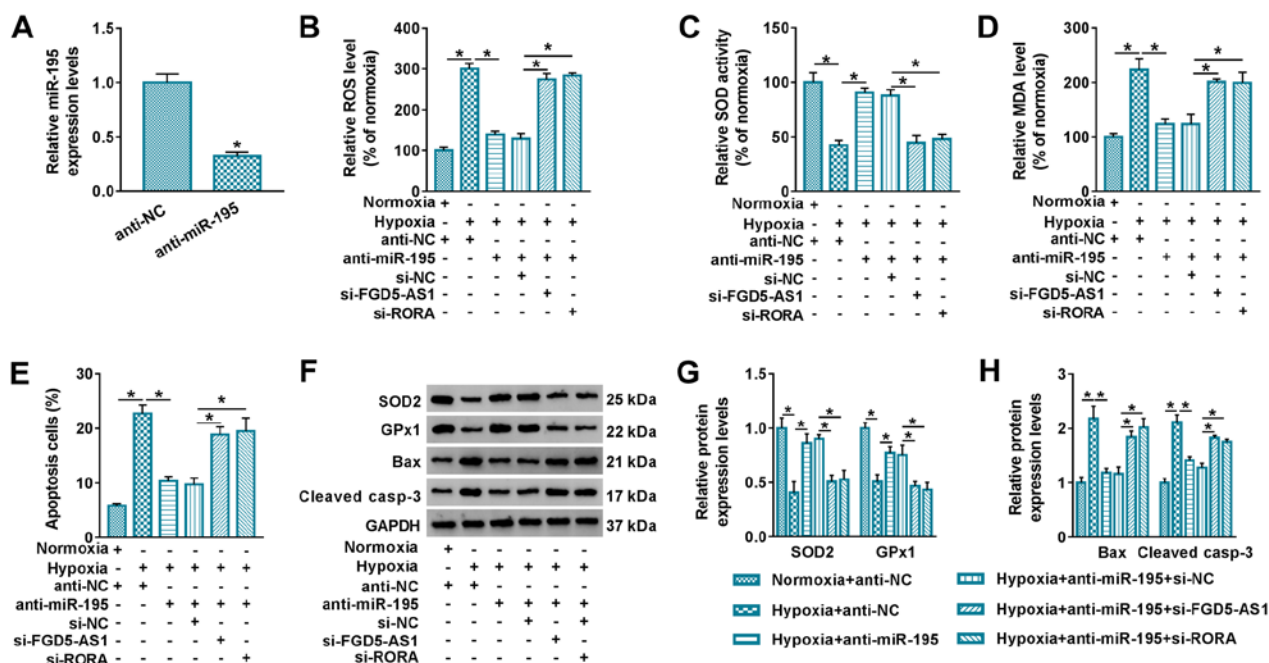 A
Relative miR-195
expression levels
1.5
1.0
0.5
0.0
*
anti-NC
anti-miR-195
B
Relative ROS level
(% of normoxia)
400
300
200
100
0
* * * *
Normoxia + - - - - -
Hypoxia - + + + + +
anti-NC + + - - - -
anti-miR-195 - - + + + +
si-NC - - - + - -
si-FGD5-AS1 - - - - + -
si-RORA - - - - - +
C
Relative SOD activity
(% of normoxia)
150
100
50
0
* * * *
Normoxia + - - - - -
Hypoxia - + + + + +
anti-NC + + - - - -
anti-miR-195 - - + + + +
si-NC - - - + - -
si-FGD5-AS1 - - - - + -
si-RORA - - - - - +
D
Relative MDA level
(% of normoxia)
300
200
100
0
* * * *
Normoxia + - - - - -
Hypoxia - + + + + +
anti-NC + + - - - -
anti-miR-195 - - + + + +
si-NC - - - + - -
si-FGD5-AS1 - - - - + -
si-RORA - - - - - +
E
Apoptosis cells (%)
30
20
10
0
* * * *
Normoxia + - - - - -
Hypoxia - + + + + +
anti-NC + + - - - -
anti-miR-195 - - + + + +
si-NC - - - + - -
si-FGD5-AS1 - - - - + -
si-RORA - - - - - +
F
SOD2 25 kDa
GPx1 22 kDa
Bax 21 kDa
Cleaved casp-3 17 kDa
GAPDH 37 kDa
Normoxia + - - - - -
Hypoxia - + + + + +
anti-NC + + - - - -
anti-miR-195 - - + + + +
si-NC - - - + - +
si-FGD5-AS1 - - - - + -
si-RORA - - - - - +
G
Relative protein
expression levels
1.5
1.0
0.5
0.0
* * * * * * * *
SOD2 GPx1
H
Relative protein
expression levels
3
2
1
0
* * * * * * * *
Bax Cleaved casp-3
Normoxia+anti-NC
Hypoxia+anti-NC
Hypoxia+anti-miR-195
Hypoxia+anti-miR-195+si-NC
Hypoxia+anti-miR-195+si-FGD5-AS1
Hypoxia+anti-miR-195+si-RORA